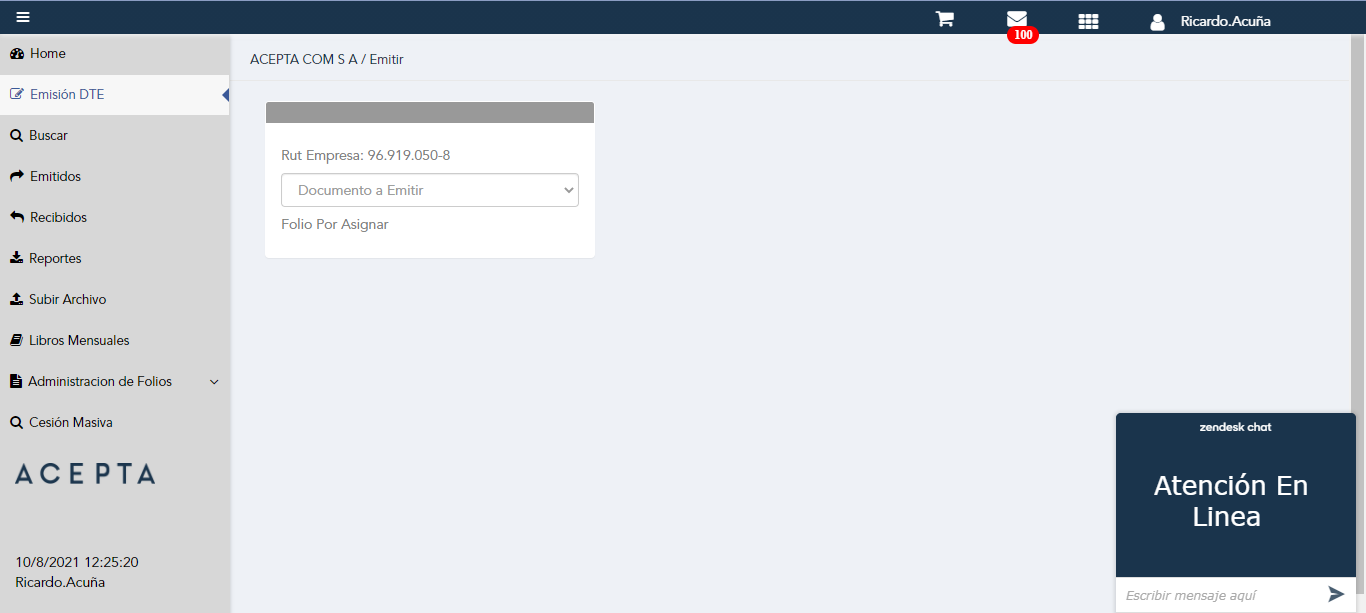 Ricardo.Acuña
100
Home
ACEPTA COM S A / Emitir
Emisión DTE
Buscar
Emitidos
Recibidos
Reportes
Subir Archivo
Libros Mensuales
Administracion de Folios
Cesión Masiva
ACEPTA
10/8/2021 12:25:20
Ricardo.Acuña
Rut Empresa: 96.919.050-8
Documento a Emitir
Folio Por Asignar
zendesk chat
Atención En
Linea
Escribir mensaje aquí